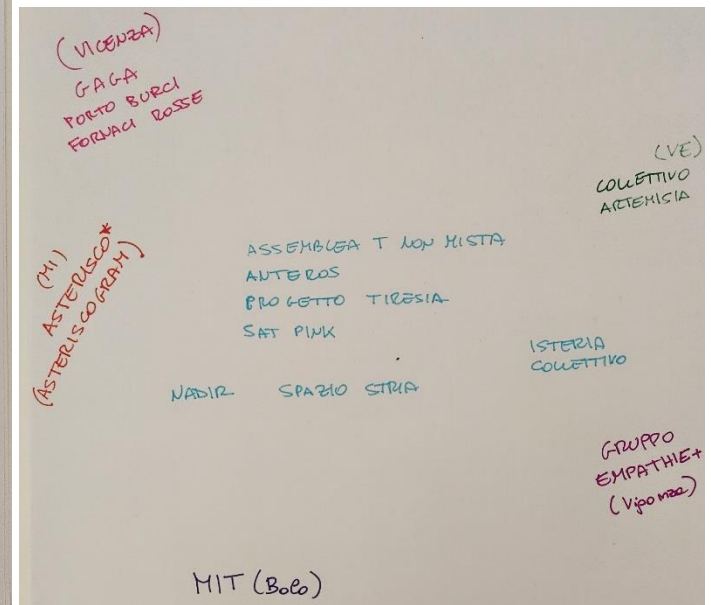 (VICENZA)
GAGA
PORTO BURCI
FORNACI ROSSE
(VE)
COLLETTIVO
ARTEMISIA
(MI)
ASTERISCO*
(ASTERISCOGRAM)
ASSEMBLEA T NON MISTA
ANTEROS
PROGETTO TIRESIA
SAT PINK
ISTERIA
COLLETTIVO
NADIR SPAZIO STRIA
GRUPPO
EMPATHIE+
MIT (BoLo)